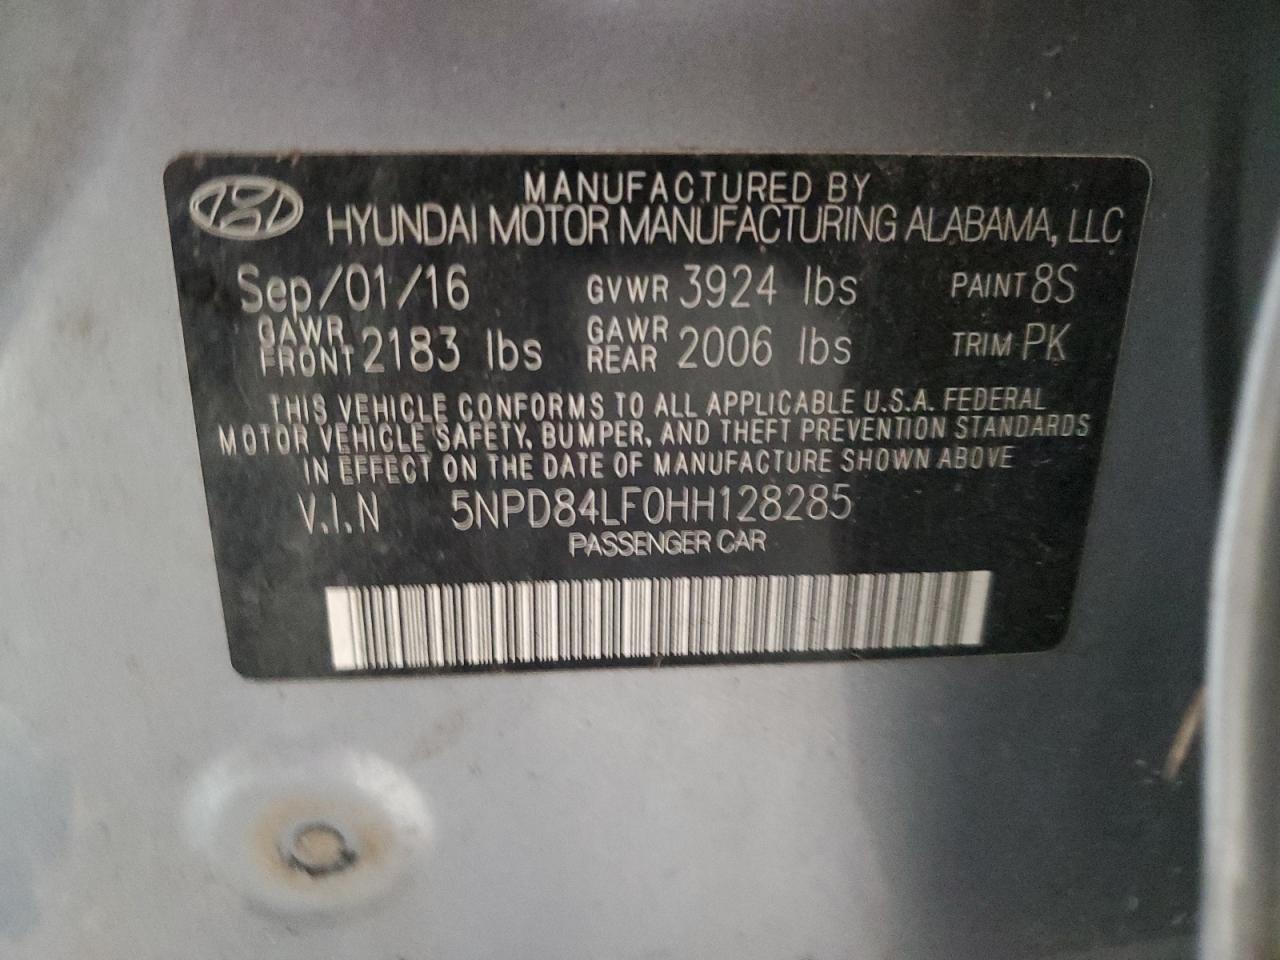 MANUFACTURED BY
HYUNDAI MOTOR MANUFACTURING ALABAMA, LLC
Sep/01/16 GVWR 3924 lbs PAINT 8S
GAWR FRONT 2183 lbs GAWR REAR 2006 lbs TRIM PK
THIS VEHICLE CONFORMS TO ALL APPLICABLE U.S.A. FEDERAL
MOTOR VEHICLE SAFETY, BUMPER, AND THEFT PREVENTION STANDARDS
IN EFFECT ON THE DATE OF MANUFACTURE SHOWN ABOVE
V.I.N 5NPD84LF0HH128285
PASSENGER CAR